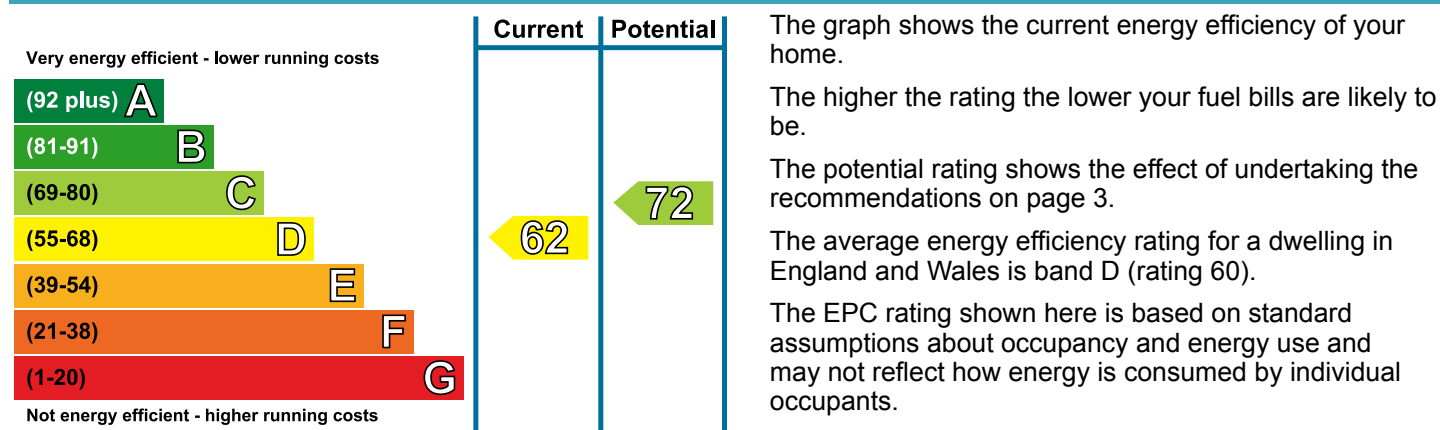 Current Potential
Very energy efficient - lower running costs
(92 plus) A
(81-91) B
(69-80) C
(55-68) D
(39-54) E
(21-38) F
(1-20) G
Not energy efficient - higher running costs
62
72
The graph shows the current energy efficiency of your
home.
The higher the rating the lower your fuel bills are likely to
be.
The potential rating shows the effect of undertaking the
recommendations on page 3.
The average energy efficiency rating for a dwelling in
England and Wales is band D (rating 60).
The EPC rating shown here is based on standard
assumptions about occupancy and energy use and
may not reflect how energy is consumed by individual
occupants.